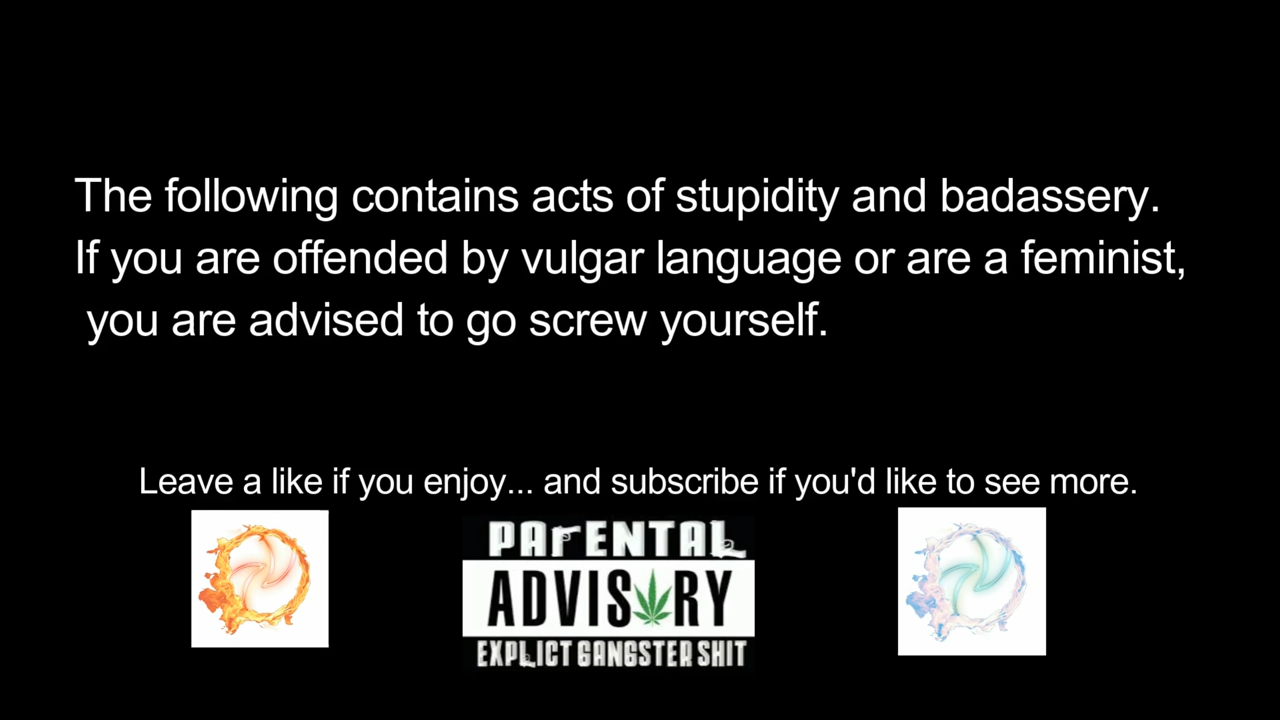 The following contains acts of stupidity and badassery.
If you are offended by vulgar language or are a feminist,
you are advised to go screw yourself.
Leave a like if you enjoy... and subscribe if you'd like to see more.
PArENTAL
ADVISORY
EXPLICT GANGSTER SHIT